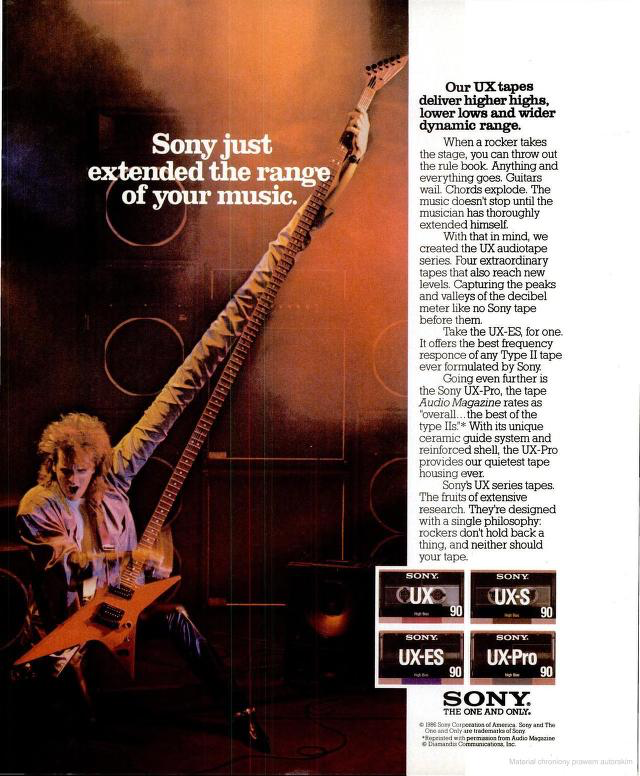 Sony just
extended the range
of your music.
Our UX tapes
deliver higher highs,
lower lows and wider
dynamic range.
When a rocker takes
the stage, you can throw out
the rule book. Anything and
everything goes. Guitars
wail. Chords explode. The
music doesn't stop until the
musician has thoroughly
extended himself.
With that in mind, we
created the UX audiotape
series. Four extraordinary
tapes that also reach new
levels. Capturing the peaks
and valleys of the decibel
meter like no Sony tape
before them.
Take the UX-ES, for one.
It offers the best frequency
responce of any Type II tape
ever formulated by Sony.
Going even further is
the Sony UX-Pro, the tape
Audio Magazine rates as
"overall...the best of the
type IIs."* With its unique
ceramic guide system and
reinforced shell, the UX-Pro
provides our quietest tape
housing ever.
Sony's UX series tapes.
The fruits of extensive
research. They're designed
with a single philosophy:
rockers don't hold back a
thing, and neither should
your tape.
SONY.
UX
High Bias
90
SONY.
UX-S
High Bias
90
SONY.
UX-ES
High Bias
90
SONY.
UX-Pro
High Bias
90
SONY.
THE ONE AND ONLY.
© 1986 Sony Corporation of America. Sony and The
One and Only are trademarks of Sony.
*Reprinted with permission from Audio Magazine
© Diamandis Communications, Inc.
Materiał chroniony prawem autorskim